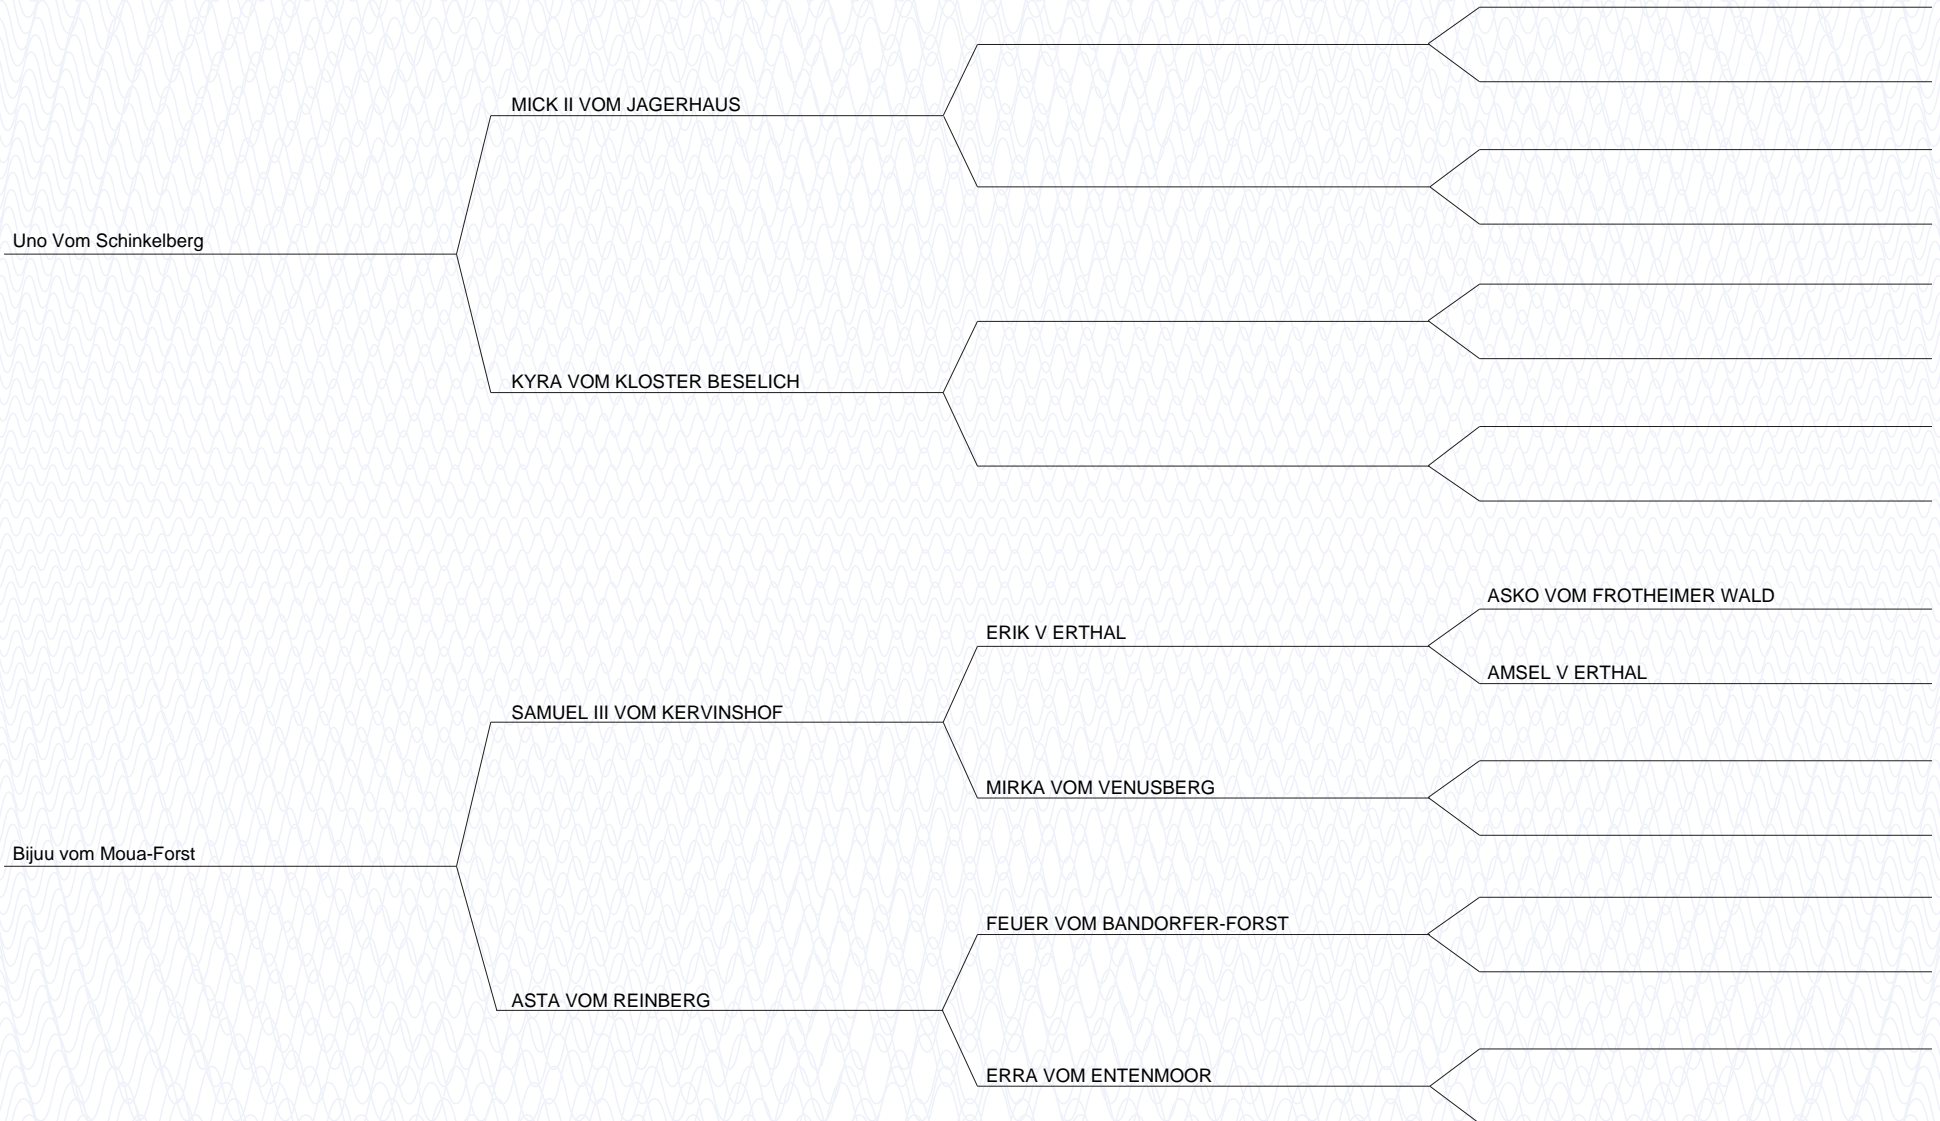 MICK II VOM JAGERHAUS
Uno Vom Schinkelberg
KYRA VOM KLOSTER BESELICH
ASKO VOM FROTHEIMER WALD
ERIK V ERTHAL
AMSEL V ERTHAL
SAMUEL III VOM KERVINSHOF
MIRKA VOM VENUSBERG
Bijuu vom Moua-Forst
FEUER VOM BANDORFER-FORST
ASTA VOM REINBERG
ERRA VOM ENTENMOOR